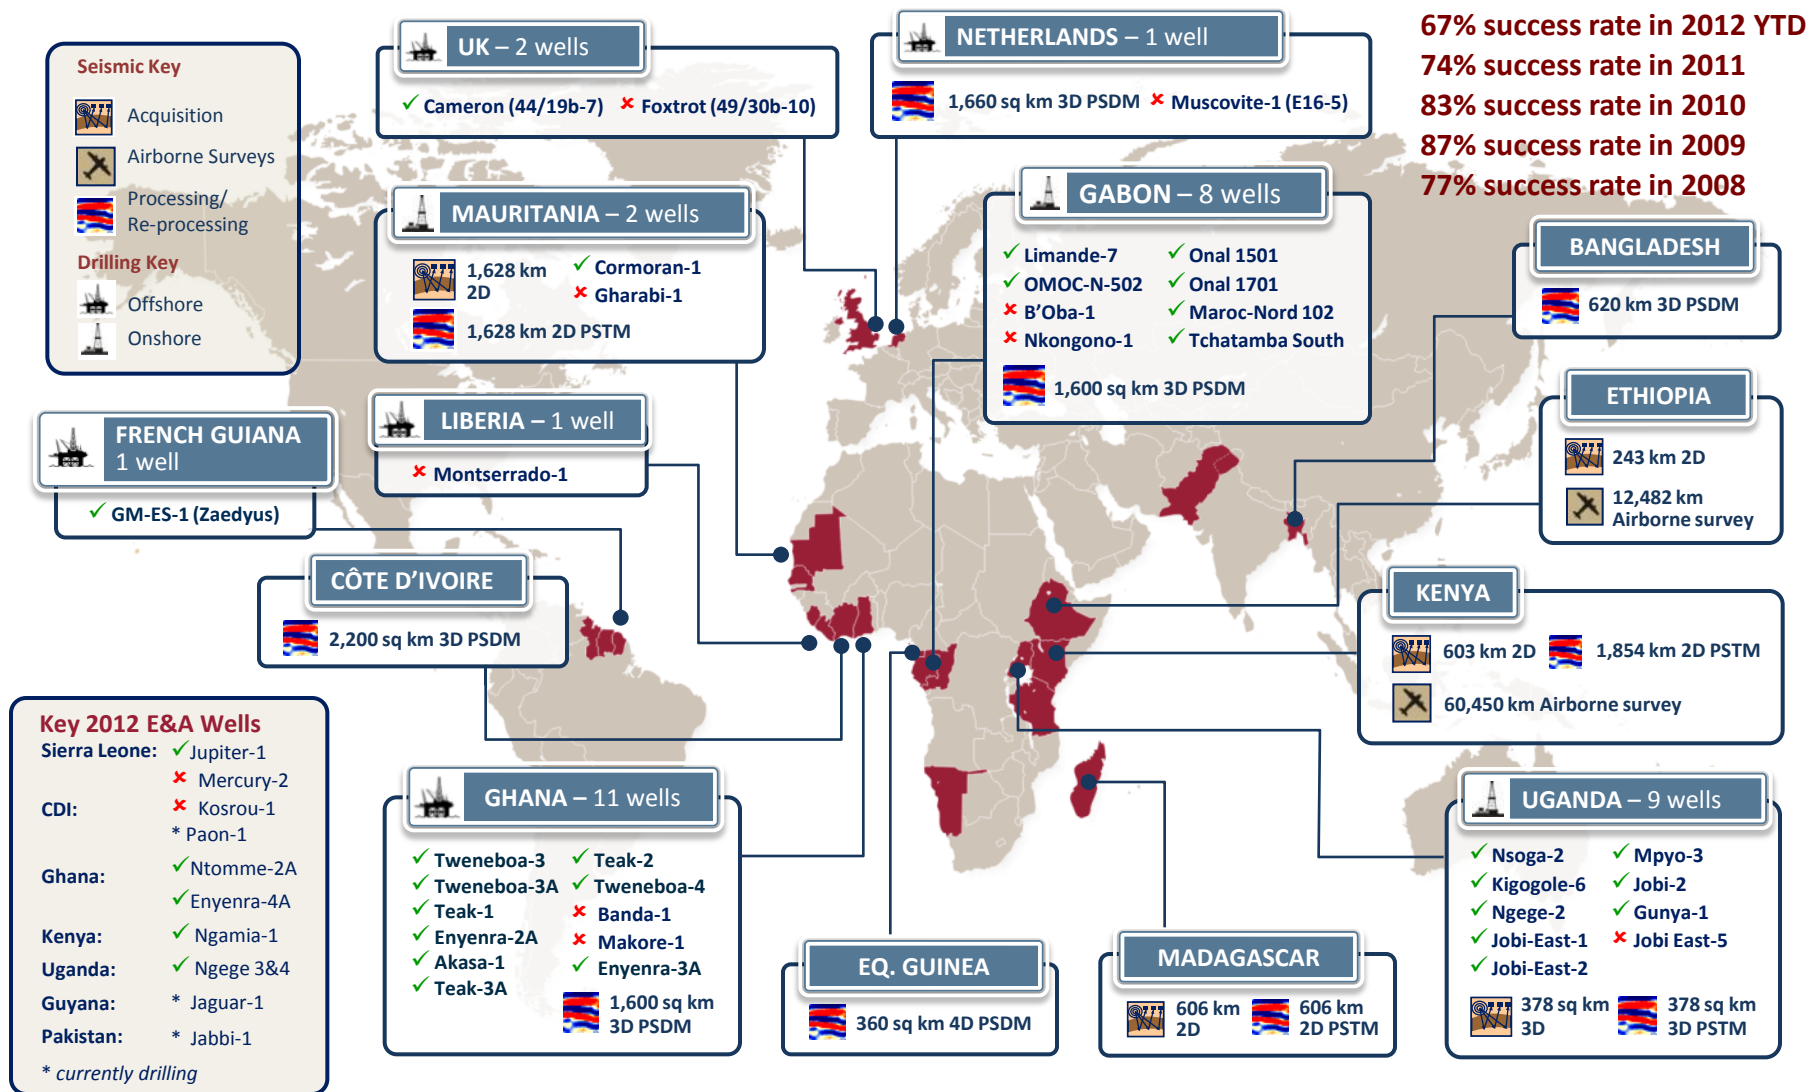 67% success rate in 2012 YTD
74% success rate in 2011
83% success rate in 2010
87% success rate in 2009
77% success rate in 2008
Seismic Key
Acquisition
Airborne Surveys
Processing/
Re-processing
Drilling Key
Offshore
Onshore
UK – 2 wells
✓ Cameron (44/19b-7) ✗ Foxtrot (49/30b-10)
NETHERLANDS – 1 well
1,660 sq km 3D PSDM ✗ Muscovite-1 (E16-5)
MAURITANIA – 2 wells
1,628 km
2D
✓ Cormoran-1
✗ Gharabi-1
1,628 km 2D PSTM
GABON – 8 wells
✓ Limande-7
✓ OMOC-N-502
✗ B’Oba-1
✗ Nkongono-1
✓ Onal 1501
✓ Onal 1701
✓ Maroc-Nord 102
✓ Tchatamba South
1,600 sq km 3D PSDM
BANGLADESH
620 km 3D PSDM
ETHIOPIA
243 km 2D
12,482 km
Airborne survey
FRENCH GUIANA
1 well
✓ GM-ES-1 (Zaedyus)
LIBERIA – 1 well
✗ Montserrado-1
CÔTE D’IVOIRE
2,200 sq km 3D PSDM
KENYA
603 km 2D
1,854 km 2D PSTM
60,450 km Airborne survey
Key 2012 E&A Wells
Sierra Leone: ✓ Jupiter-1
✗ Mercury-2
CDI: ✗ Kosrou-1
* Paon-1
Ghana: ✓ Ntomme-2A
✓ Enyenra-4A
Kenya: ✓ Ngamia-1
Uganda: ✓ Ngege 3&4
Guyana: * Jaguar-1
Pakistan: * Jabbi-1
* currently drilling
GHANA – 11 wells
✓ Tweneboa-3
✓ Tweneboa-3A
✓ Teak-1
✓ Enyenra-2A
✓ Akasa-1
✓ Teak-3A
✓ Teak-2
✓ Tweneboa-4
✗ Banda-1
✗ Makore-1
✓ Enyenra-3A
1,600 sq km
3D PSDM
EQ. GUINEA
360 sq km 4D PSDM
MADAGASCAR
606 km
2D
606 km
2D PSTM
UGANDA – 9 wells
✓ Nsoga-2
✓ Kigogole-6
✓ Ngege-2
✓ Jobi-East-1
✓ Jobi-East-2
✓ Mpyo-3
✓ Jobi-2
✓ Gunya-1
✗ Jobi East-5
378 sq km
3D
378 sq km
3D PSTM